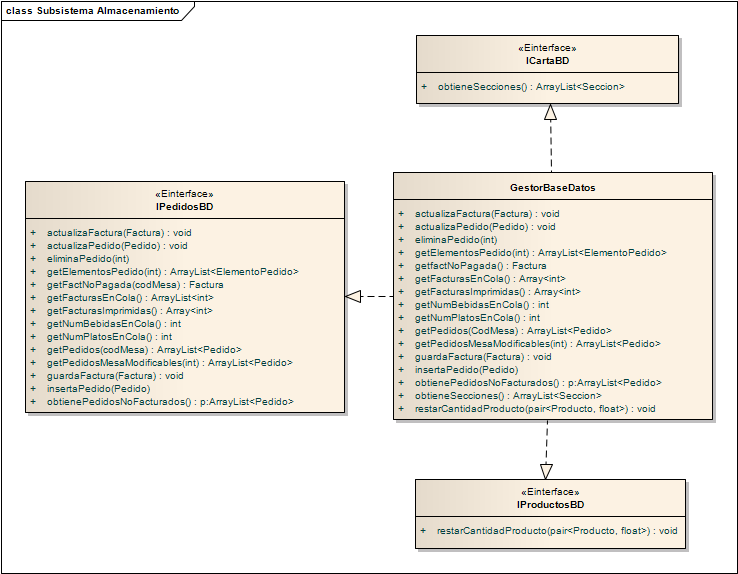 class Subsistema Almacenamiento
«Einterface»
ICartaBD
+ obtieneSecciones() : ArrayList<Seccion>
«Einterface»
IPedidosBD
+ actualizaFactura(Factura) : void
+ actualizaPedido(Pedido) : void
+ eliminaPedido(int)
+ getElementosPedido(int) : ArrayList<ElementoPedido>
+ getFactNoPagada(codMesa) : Factura
+ getFacturasEnCola() : ArrayList<int>
+ getFacturasImprimidas() : Array<int>
+ getNumBebidasEnCola() : int
+ getNumPlatosEnCola() : int
+ getPedidos(codMesa) : ArrayList<Pedido>
+ getPedidosMesaModificables(int) : ArrayList<Pedido>
+ guardaFactura(Factura) : void
+ insertaPedido(Pedido)
+ obtienePedidosNoFacturados() : p:ArrayList<Pedido>
GestorBaseDatos
+ actualizaFactura(Factura) : void
+ actualizaPedido(Pedido) : void
+ eliminaPedido(int)
+ getElementosPedido(int) : ArrayList<ElementoPedido>
+ getfactNoPagada() : Factura
+ getFacturasEnCola() : Array<int>
+ getFacturasImprimidas() : Array<int>
+ getNumBebidasEnCola() : int
+ getNumPlatosEnCola() : int
+ getPedidos(CodMesa) : ArrayList<Pedido>
+ getPedidosMesaModificables(int) : ArrayList<Pedido>
+ guardaFactura(Factura) : void
+ insertaPedido(Pedido)
+ obtienePedidosNoFacturados() : p:ArrayList<Pedido>
+ obtieneSecciones() : ArrayList<Seccion>
+ restarCantidadProducto(pair<Producto, float>) : void
«Einterface»
IProductosBD
+ restarCantidadProducto(pair<Producto, float>) : void